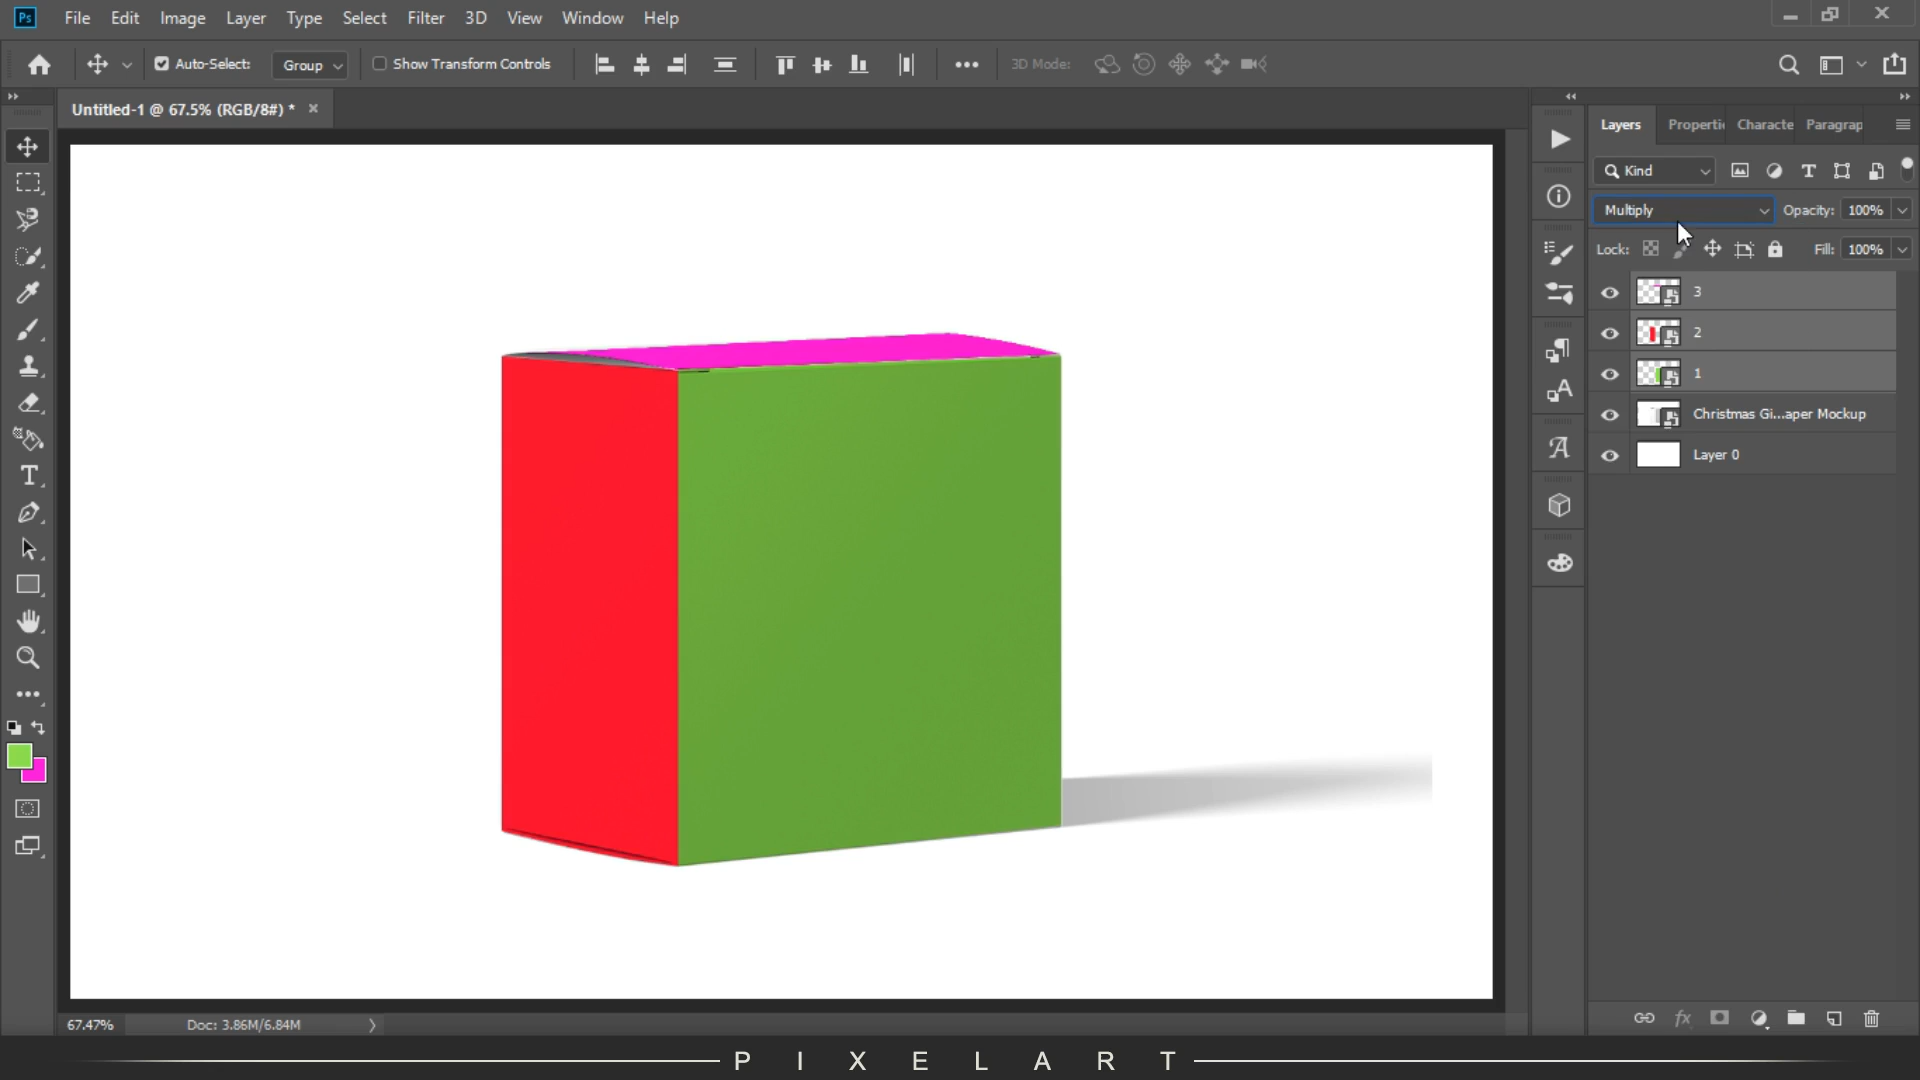 Ps File Edit Image Layer Type Select Filter 3D View Window Help
Auto-Select: Group Show Transform Controls 3D Mode:
Untitled-1 @ 67.5% (RGB/8#) *
Layers Properti Characte Paragrap
Kind
Multiply Opacity: 100%
Lock: Fill: 100%
3
2
1
Christmas Gi...aper Mockup
Layer 0
67.47% Doc: 3.86M/6.84M
PIXELART